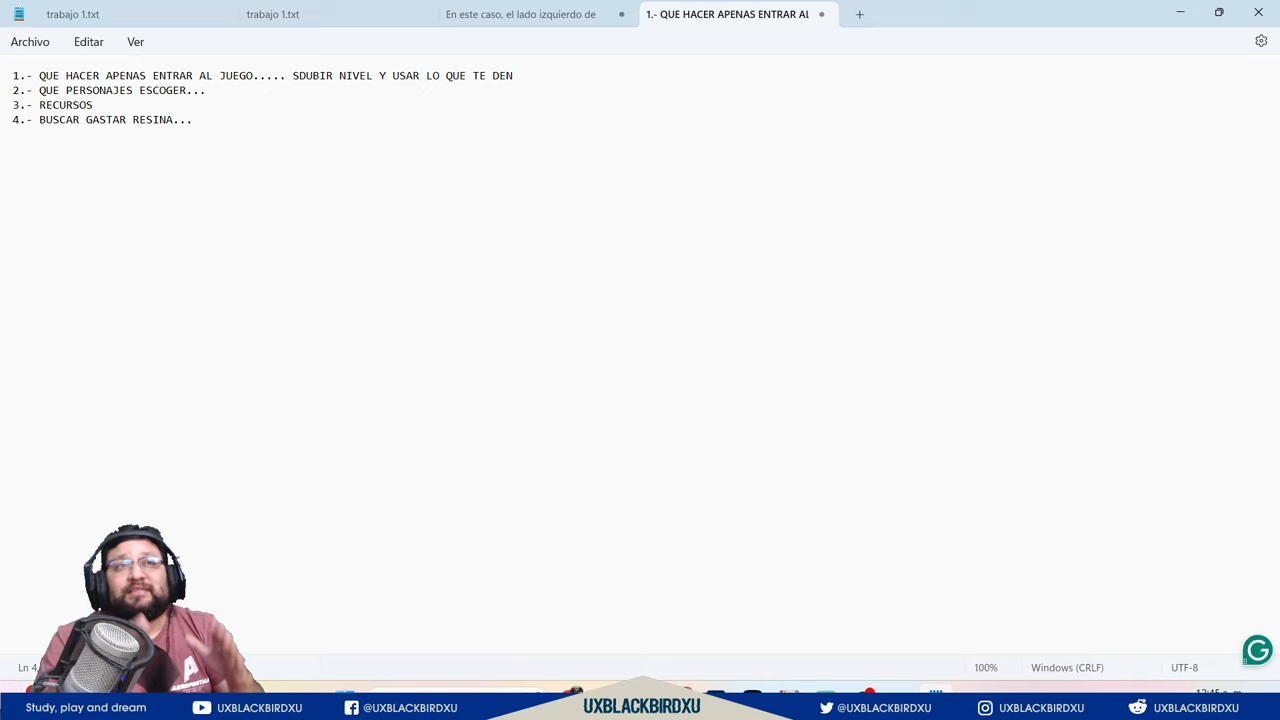 trabajo 1.txt
trabajo 1.txt
En este caso, el lado izquierdo de
1.- QUE HACER APENAS ENTRAR AL
Archivo
Editar
Ver
1.- QUE HACER APENAS ENTRAR AL JUEGO..... SDUBIR NIVEL Y USAR LO QUE TE DEN
2.- QUE PERSONAJES ESCOGER...
3.- RECURSOS
4.- BUSCAR GASTAR RESINA...
Ln 4,
100%
Windows (CRLF)
UTF-8
Study, play and dream
UXBLACKBIRDXU
@UXBLACKBIRDXU
UXBLACKBIRDXU
@UXBLACKBIRDXU
UXBLACKBIRDXU
UXBLACKBIRDXU